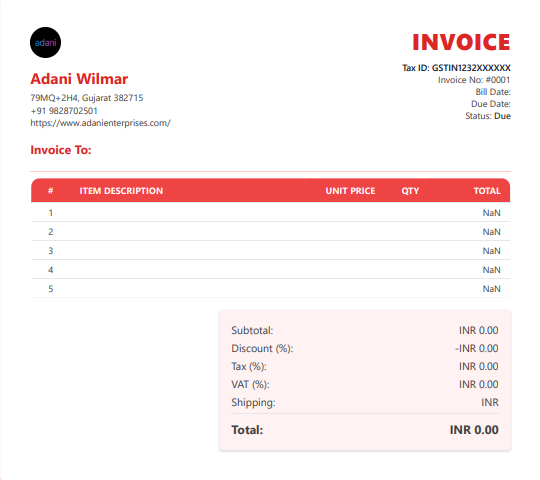 adani
INVOICE
Adani Wilmar
79MQ+2H4, Gujarat 382715
+91 9828702501
https://www.adanienterprises.com/
Tax ID: GSTIN1232XXXXXX
Invoice No: #0001
Bill Date:
Due Date:
Status: Due
Invoice To:
# ITEM DESCRIPTION UNIT PRICE QTY TOTAL
1 NaN
2 NaN
3 NaN
4 NaN
5 NaN
Subtotal: INR 0.00
Discount (%): -INR 0.00
Tax (%): INR 0.00
VAT (%): INR 0.00
Shipping: INR
Total: INR 0.00